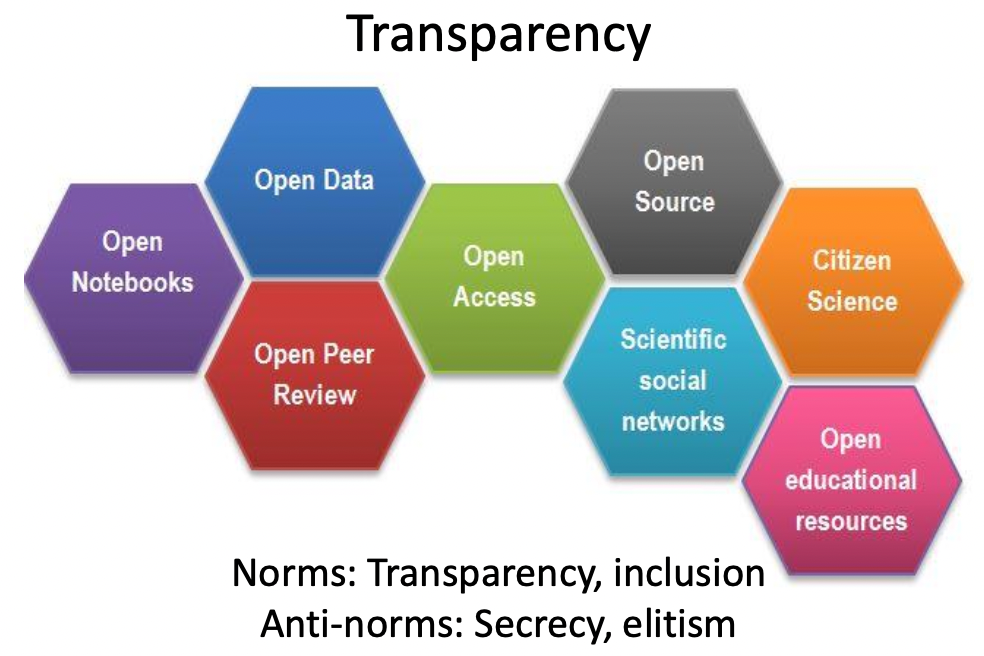 Transparency
Open
Notebooks
Open Data
Open Peer
Review
Open
Access
Open
Source
Scientific
social
networks
Citizen
Science
Open
educational
resources
Norms: Transparency, inclusion
Anti-norms: Secrecy, elitism